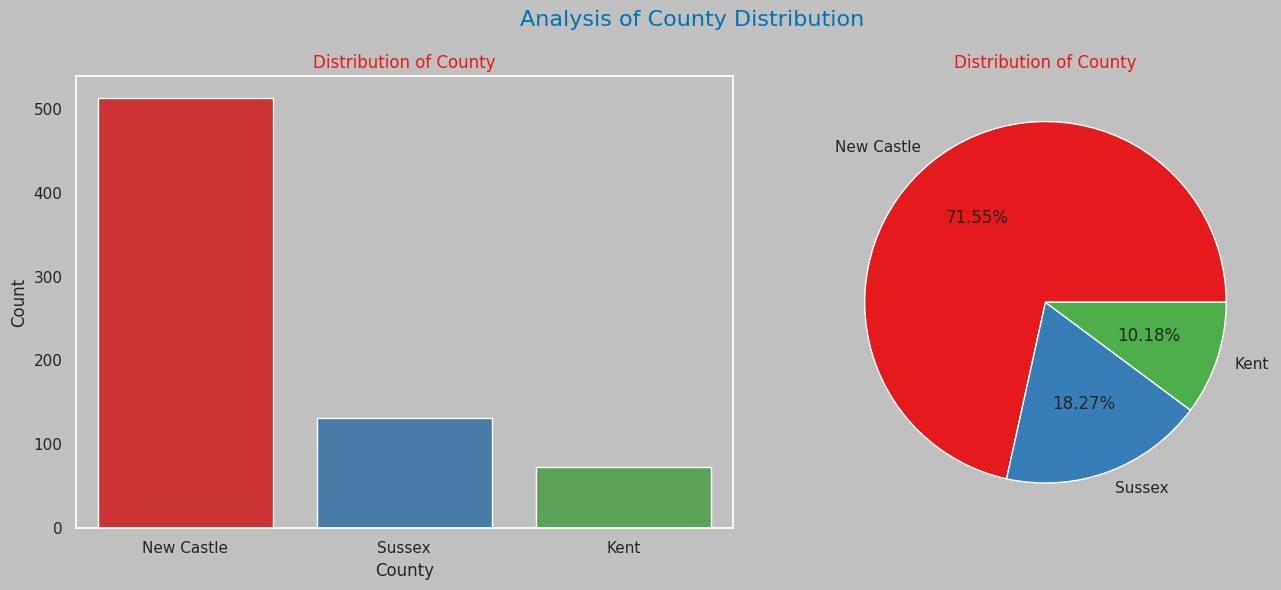 Analysis of County Distribution
Distribution of County
500
400
300
200
100
0
Count
New Castle
Sussex
Kent
County
Distribution of County
New Castle
71.55%
10.18%
Kent
18.27%
Sussex